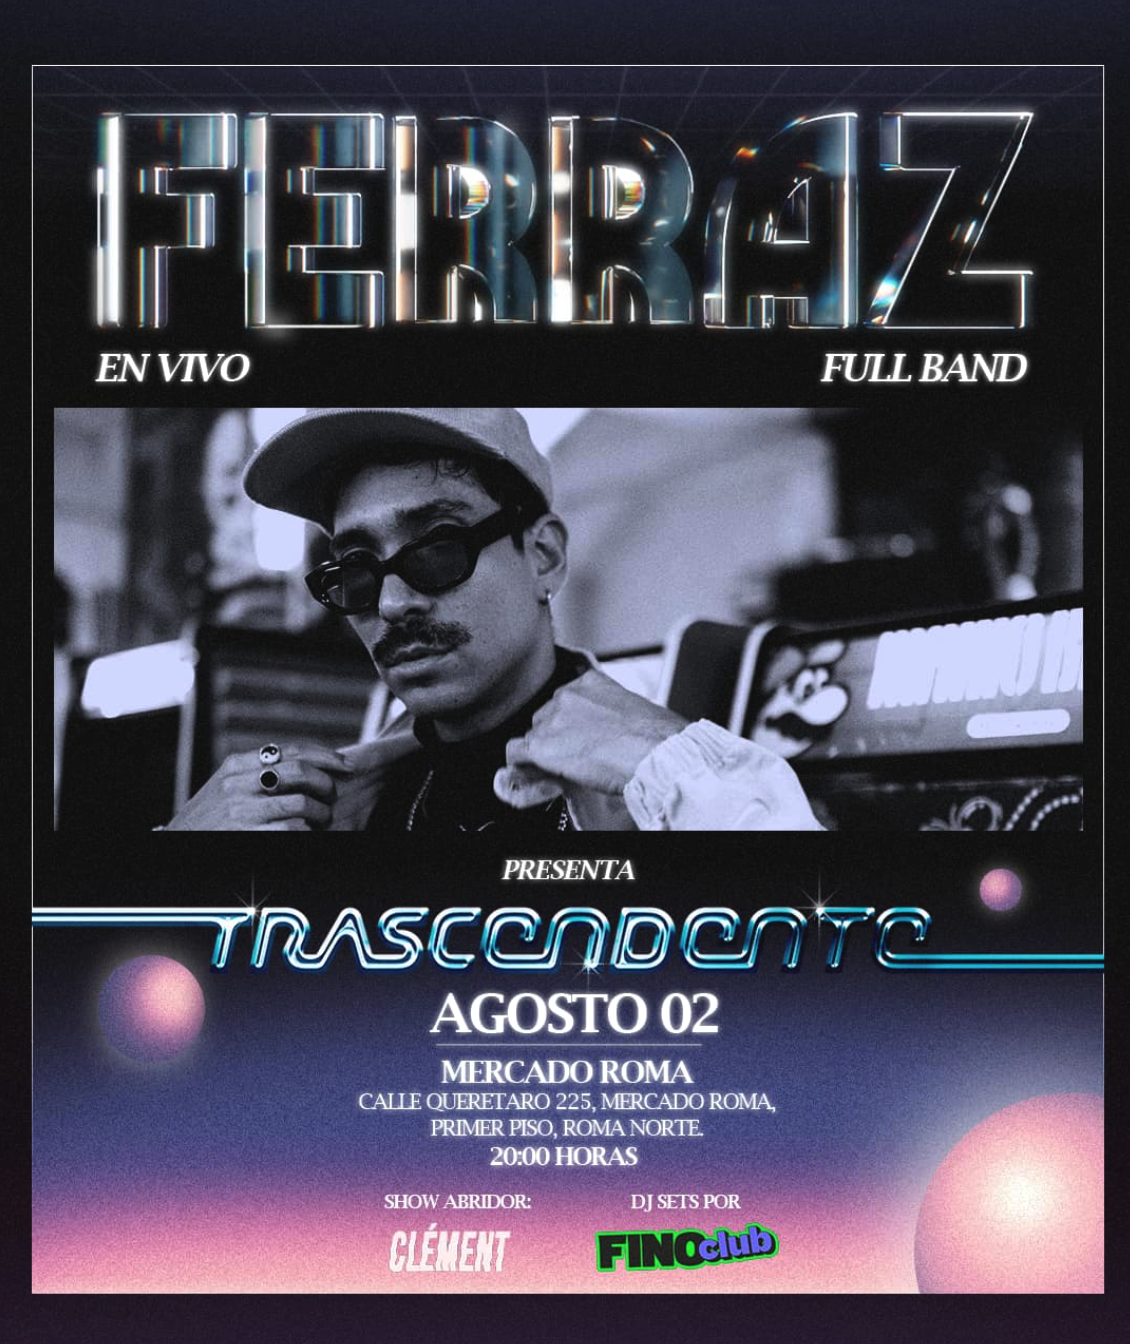 FERRAZ
EN VIVO
FULL BAND
PRESENTA
TRASCENDENTE
AGOSTO 02
MERCADO ROMA
CALLE QUERETARO 225, MERCADO ROMA,
PRIMER PISO, ROMA NORTE.
20:00 HORAS
SHOW ABRIDOR:
DJ SETS POR
CLÉMENT
FINOclub